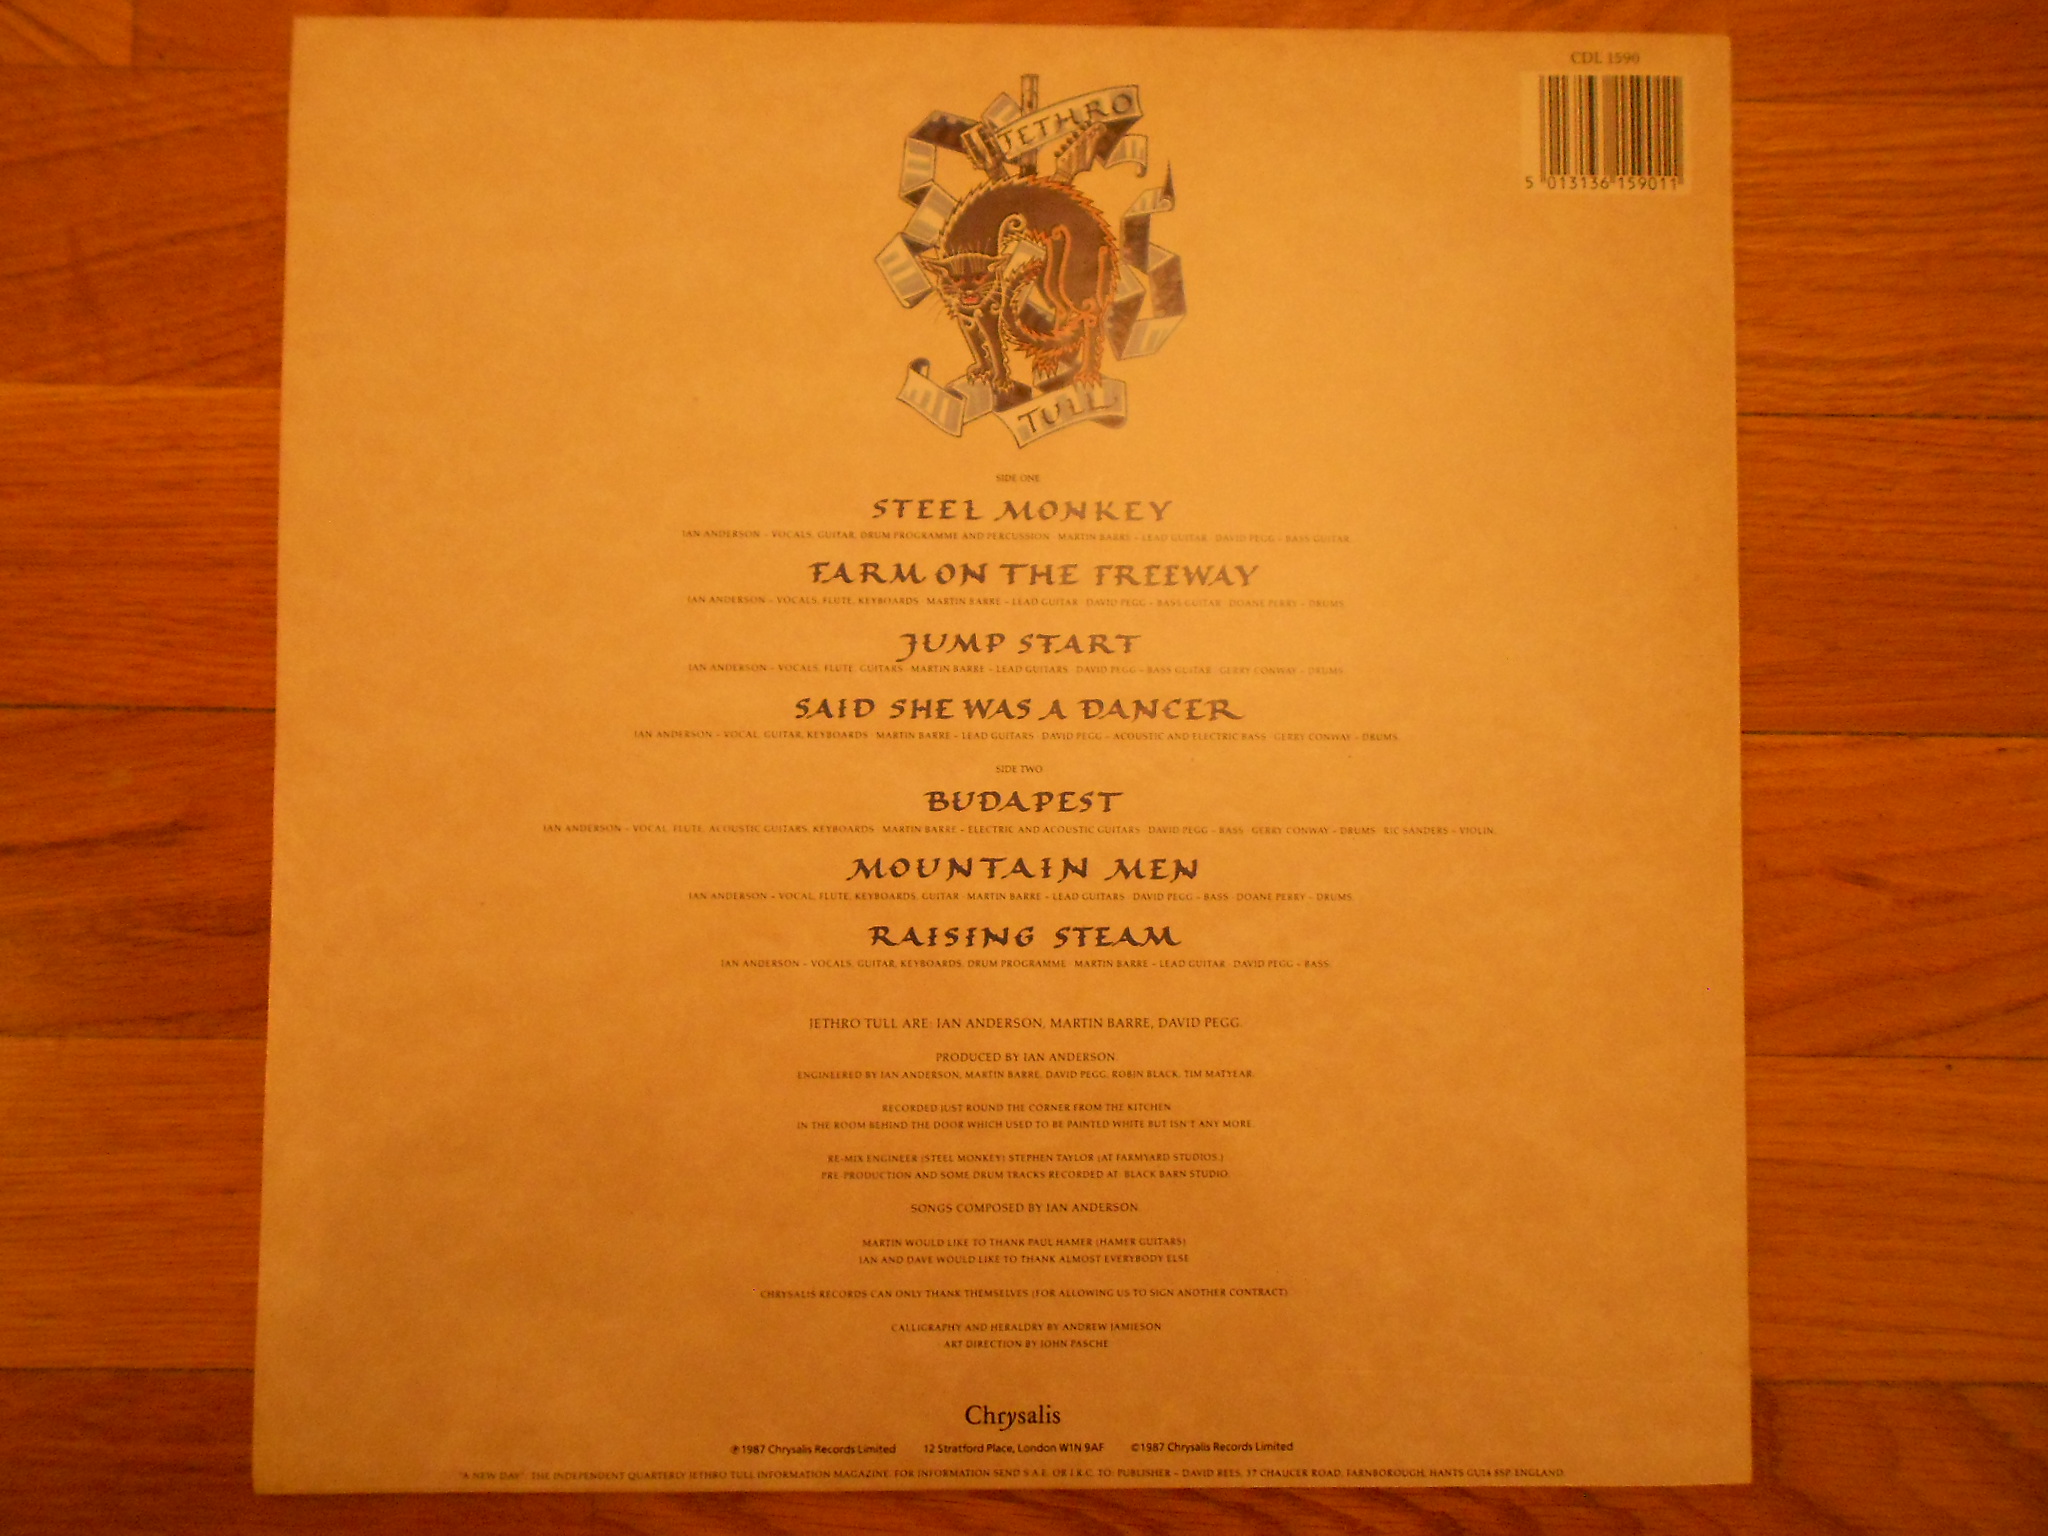 CDL 1590
5 013136 159011
JETHRO
TULL
SIDE ONE
STEEL MONKEY
IAN ANDERSON – VOCALS, GUITAR, DRUM PROGRAMME AND PERCUSSION · MARTIN BARRE – LEAD GUITAR · DAVID PEGG – BASS GUITAR.
FARM ON THE FREEWAY
IAN ANDERSON – VOCALS, FLUTE, KEYBOARDS · MARTIN BARRE – LEAD GUITAR · DAVID PEGG – BASS GUITAR · DOANE PERRY – DRUMS.
JUMP START
IAN ANDERSON – VOCALS, FLUTE, GUITARS · MARTIN BARRE – LEAD GUITARS · DAVID PEGG – BASS GUITAR · GERRY CONWAY – DRUMS.
SAID SHE WAS A DANCER
IAN ANDERSON – VOCAL, GUITAR, KEYBOARDS · MARTIN BARRE – LEAD GUITARS · DAVID PEGG – ACOUSTIC AND ELECTRIC BASS · GERRY CONWAY – DRUMS.
SIDE TWO
BUDAPEST
IAN ANDERSON – VOCAL, FLUTE, ACOUSTIC GUITARS, KEYBOARDS · MARTIN BARRE – ELECTRIC AND ACOUSTIC GUITARS · DAVID PEGG – BASS · GERRY CONWAY – DRUMS · RIC SANDERS – VIOLIN.
MOUNTAIN MEN
IAN ANDERSON – VOCAL, FLUTE, KEYBOARDS, GUITAR · MARTIN BARRE – LEAD GUITARS · DAVID PEGG – BASS · DOANE PERRY – DRUMS.
RAISING STEAM
IAN ANDERSON – VOCALS, GUITAR, KEYBOARDS, DRUM PROGRAMME · MARTIN BARRE – LEAD GUITAR · DAVID PEGG – BASS.
JETHRO TULL ARE: IAN ANDERSON, MARTIN BARRE, DAVID PEGG.
PRODUCED BY IAN ANDERSON.
ENGINEERED BY IAN ANDERSON, MARTIN BARRE, DAVID PEGG, ROBIN BLACK, TIM MATYEAR.
RECORDED JUST ROUND THE CORNER FROM THE KITCHEN
IN THE ROOM BEHIND THE DOOR WHICH USED TO BE PAINTED WHITE BUT ISN'T ANY MORE.
RE-MIX ENGINEER (STEEL MONKEY) STEPHEN TAYLOR (AT FARMYARD STUDIOS.)
PRE-PRODUCTION AND SOME DRUM TRACKS RECORDED AT BLACK BARN STUDIO.
SONGS COMPOSED BY IAN ANDERSON.
MARTIN WOULD LIKE TO THANK PAUL HAMER (HAMER GUITARS)
IAN AND DAVE WOULD LIKE TO THANK ALMOST EVERYBODY ELSE
CHRYSALIS RECORDS CAN ONLY THANK THEMSELVES (FOR ALLOWING US TO SIGN ANOTHER CONTRACT)
CALLIGRAPHY AND HERALDRY BY ANDREW JAMIESON
ART DIRECTION BY JOHN PASCHE
Chrysalis
℗1987 Chrysalis Records Limited 12 Stratford Place, London W1N 9AF ©1987 Chrysalis Records Limited
"A NEW DAY": THE INDEPENDENT QUARTERLY JETHRO TULL INFORMATION MAGAZINE. FOR INFORMATION SEND S.A.E. OR I.R.C. TO: PUBLISHER – DAVID REES, 37 CHAUCER ROAD, FARNBOROUGH, HANTS GU14 8SP ENGLAND.